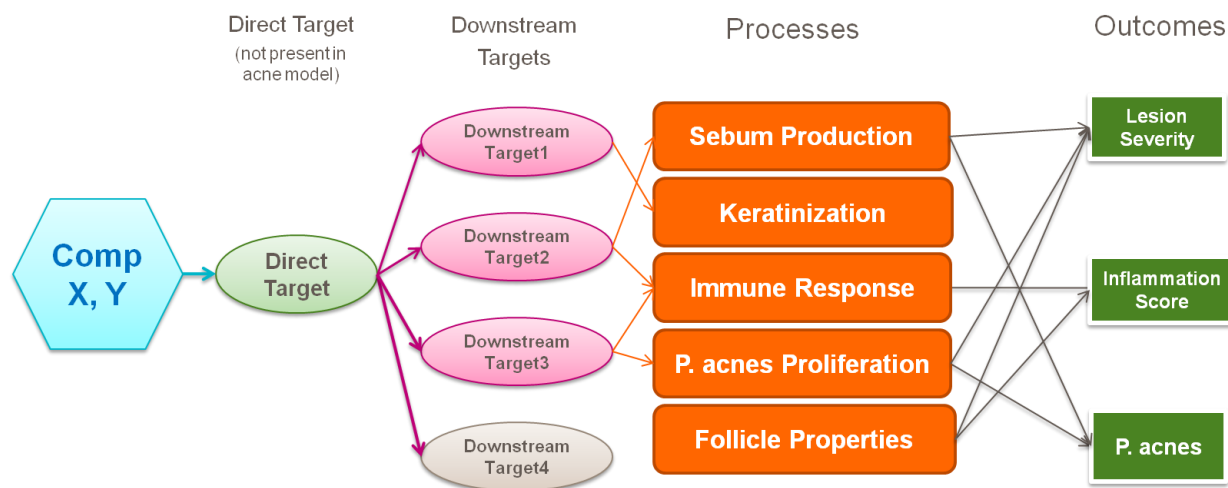 Direct Target
(not present in
acne model)
Downstream
Targets
Processes
Outcomes
Comp
X, Y
Direct
Target
Downstream
Target1
Downstream
Target2
Downstream
Target3
Downstream
Target4
Sebum Production
Keratinization
Immune Response
P. acnes Proliferation
Follicle Properties
Lesion
Severity
Inflammation
Score
P. acnes